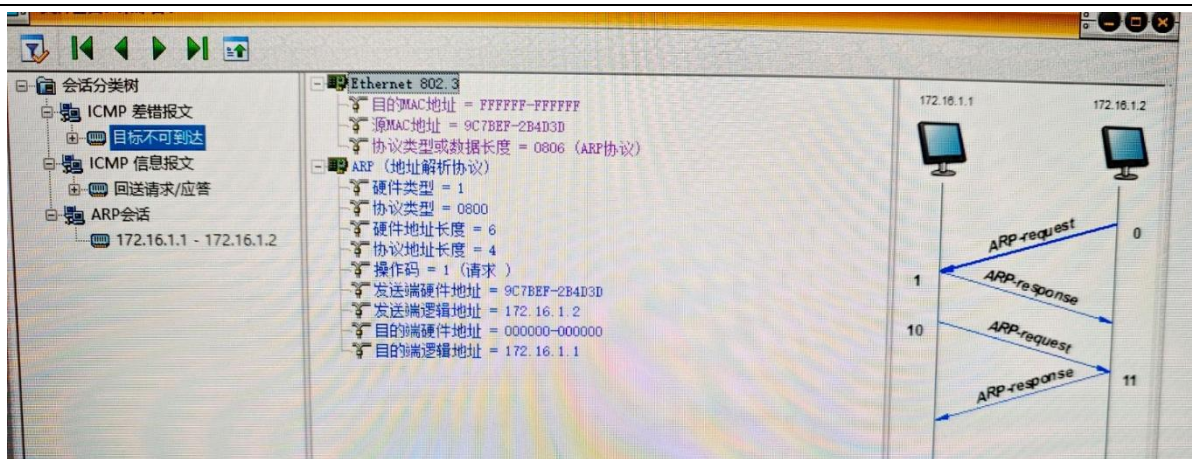 会话分类树
ICMP 差错报文
目标不可到达
ICMP 信息报文
回送请求/应答
ARP会话
172.16.1.1 - 172.16.1.2
Ethernet 802.3
目的MAC地址 = FFFFFF-FFFFFF
源MAC地址 = 9C7BEF-2B4D3D
协议类型或数据长度 = 0806 (ARP协议)
ARP (地址解析协议)
硬件类型 = 1
协议类型 = 0800
硬件地址长度 = 6
协议地址长度 = 4
操作码 = 1 (请求 )
发送端硬件地址 = 9C7BEF-2B4D3D
发送端逻辑地址 = 172.16.1.2
目的端硬件地址 = 000000-000000
目的端逻辑地址 = 172.16.1.1
172.16.1.1
172.16.1.2
ARP-request
0
1
ARP-response
10
ARP-request
ARP-response
11